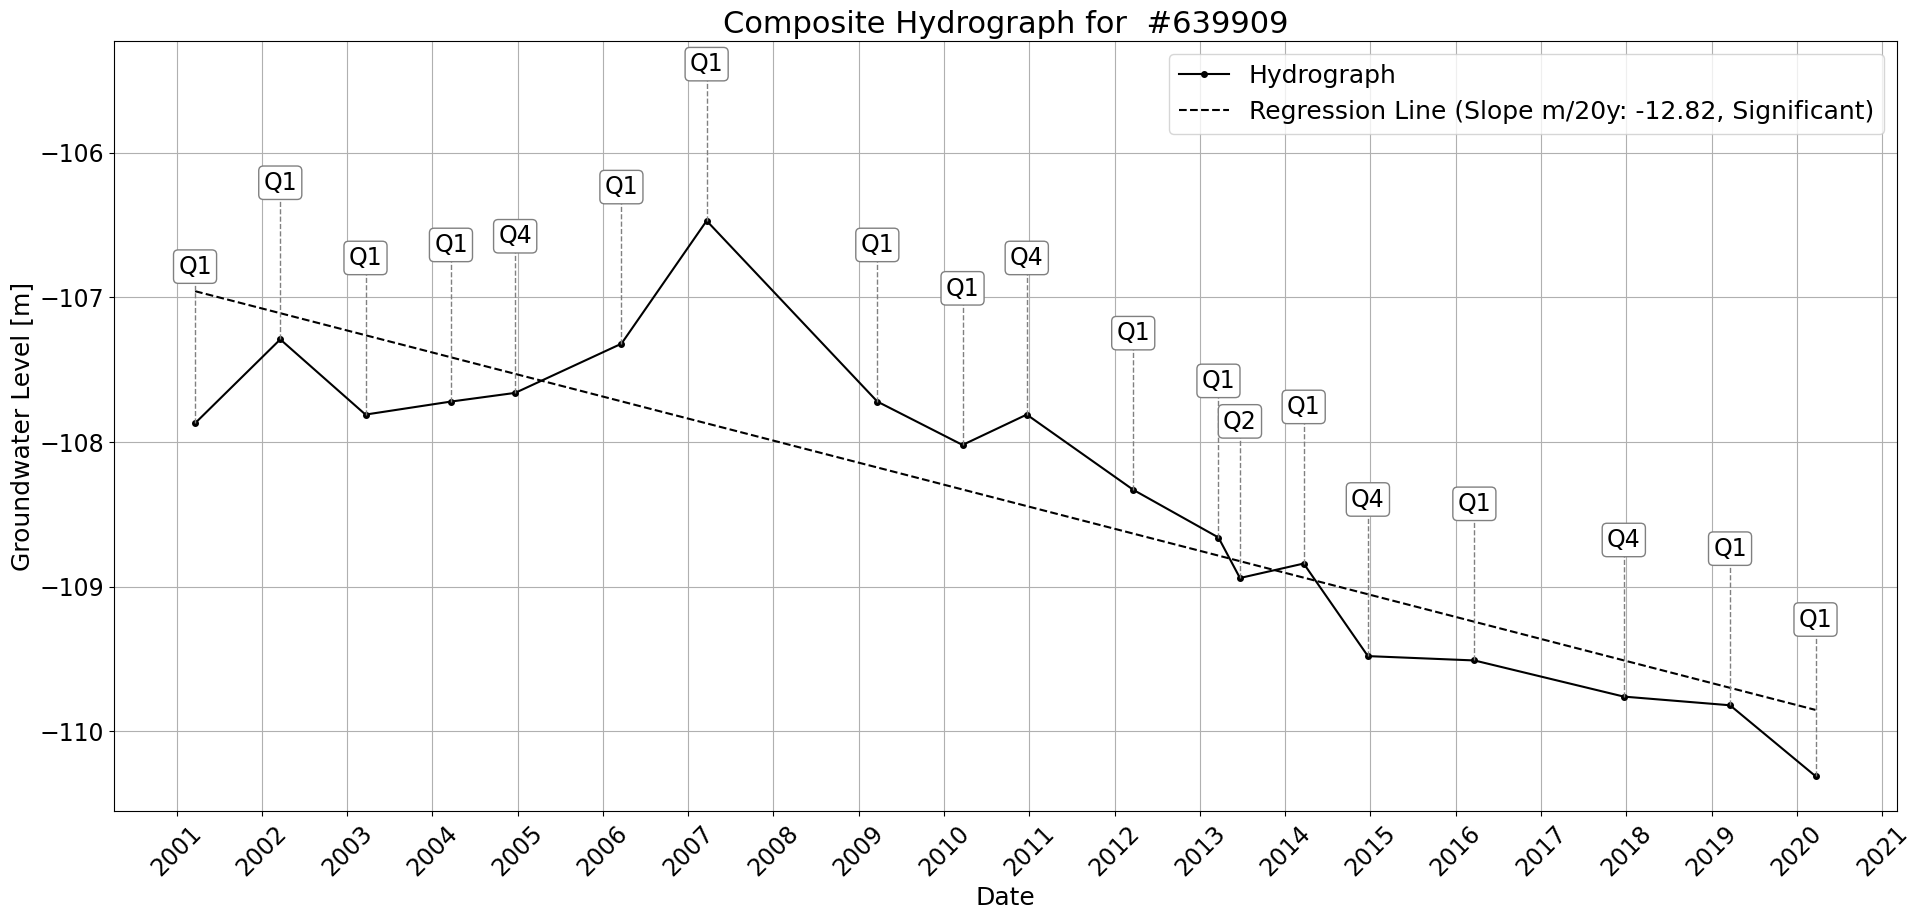 Composite Hydrograph for #639909
Hydrograph
Regression Line (Slope m/20y: -12.82, Significant)
Groundwater Level [m]
−106
−107
−108
−109
−110
Q1
Q1
Q1
Q1
Q4
Q1
Q1
Q1
Q1
Q4
Q1
Q1
Q2
Q1
Q4
Q1
Q4
Q1
Q1
2001
2002
2003
2004
2005
2006
2007
2008
2009
2010
2011
2012
2013
2014
2015
2016
2017
2018
2019
2020
2021
Date